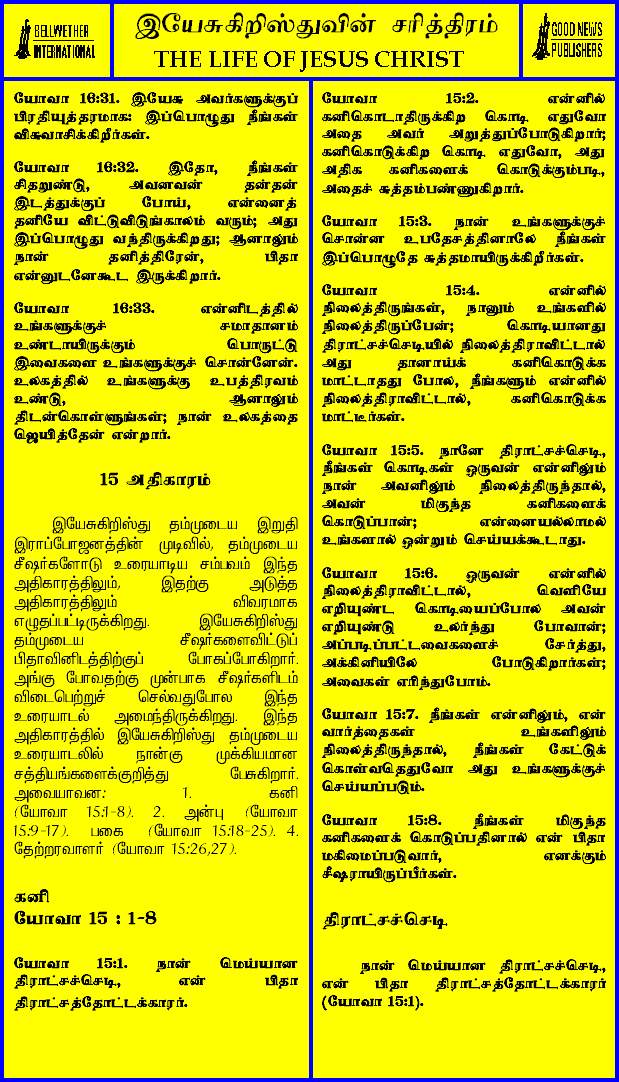 BELLWETHER
INTERNATIONAL
இயேசுகிறிஸ்துவின் சரித்திரம்
THE LIFE OF JESUS CHRIST
GOOD NEWS
PUBLISHERS
யோவா 16:31. இயேசு அவர்களுக்குப்
பிரதியுத்தரமாக: இப்பொழுது நீங்கள்
விசுவாசிக்கிறீர்கள்.
யோவா 16:32. இதோ, நீங்கள்
சிதறுண்டு, அவனவன் தன்தன்
இடத்துக்குப் போய், என்னைத்
தனியே விட்டுவிடுங்காலம் வரும்; அது
இப்பொழுது வந்திருக்கிறது; ஆனாலும்
நான் தனித்திரேன், பிதா
என்னுடனேகூட இருக்கிறார்.
யோவா 16:33. என்னிடத்தில்
உங்களுக்குச் சமாதானம்
உண்டாயிருக்கும் பொருட்டு
இவைகளை உங்களுக்குச் சொன்னேன்.
உலகத்தில் உங்களுக்கு உபத்திரவம்
உண்டு, ஆனாலும்
திடன்கொள்ளுங்கள்; நான் உலகத்தை
ஜெயித்தேன் என்றார்.
15 அதிகாரம்
இயேசுகிறிஸ்து தம்முடைய இறுதி
இராப்போஜனத்தின் முடிவில், தம்முடைய
சீஷர்களோடு உரையாடிய சம்பவம் இந்த
அதிகாரத்திலும், இதற்கு அடுத்த
அதிகாரத்திலும் விவரமாக
எழுதப்பட்டிருக்கிறது. இயேசுகிறிஸ்து
தம்முடைய சீஷர்களைவிட்டுப்
பிதாவினிடத்திற்குப் போகப்போகிறார்.
அங்கு போவதற்கு முன்பாக சீஷர்களிடம்
விடைபெற்றுச் செல்வதுபோல இந்த
உரையாடல் அமைந்திருக்கிறது. இந்த
அதிகாரத்தில் இயேசுகிறிஸ்து தம்முடைய
உரையாடலில் நான்கு முக்கியமான
சத்தியங்களைக்குறித்து பேசுகிறார்.
அவையாவன: 1. கனி
(யோவா 15:1-8). 2. அன்பு (யோவா
15:9-17). பகை (யோவா 15:18-25). 4.
தேற்றரவாளர் (யோவா 15:26,27).
கனி
யோவா 15 : 1-8
யோவா 15:1. நான் மெய்யான
திராட்சச்செடி, என் பிதா
திராட்சத்தோட்டக்காரர்.
யோவா 15:2. என்னில்
கனிகொடாதிருக்கிற கொடி எதுவோ
அதை அவர் அறுத்துப்போடுகிறார்;
கனிகொடுக்கிற கொடி எதுவோ, அது
அதிக கனிகளைக் கொடுக்கும்படி,
அதைச் சுத்தம்பண்ணுகிறார்.
யோவா 15:3. நான் உங்களுக்குச்
சொன்ன உபதேசத்தினாலே நீங்கள்
இப்பொழுதே சுத்தமாயிருக்கிறீர்கள்.
யோவா 15:4. என்னில்
நிலைத்திருங்கள், நானும் உங்களில்
நிலைத்திருப்பேன்; கொடியானது
திராட்சச்செடியில் நிலைத்திராவிட்டால்
அது தானாய்க் கனிகொடுக்க
மாட்டாதது போல, நீங்களும் என்னில்
நிலைத்திராவிட்டால், கனிகொடுக்க
மாட்டீர்கள்.
யோவா 15:5. நானே திராட்சச்செடி,
நீங்கள் கொடிகள் ஒருவன் என்னிலும்
நான் அவனிலும் நிலைத்திருந்தால்,
அவன் மிகுந்த கனிகளைக்
கொடுப்பான்; என்னையல்லாமல்
உங்களால் ஒன்றும் செய்யக்கூடாது.
யோவா 15:6. ஒருவன் என்னில்
நிலைத்திராவிட்டால், வெளியே
எறியுண்ட கொடியைப்போல அவன்
எறியுண்டு உலர்ந்து போவான்;
அப்படிப்பட்டவைகளைச் சேர்த்து,
அக்கினியிலே போடுகிறார்கள்;
அவைகள் எரிந்துபோம்.
யோவா 15:7. நீங்கள் என்னிலும், என்
வார்த்தைகள் உங்களிலும்
நிலைத்திருந்தால், நீங்கள் கேட்டுக்
கொள்வதெதுவோ அது உங்களுக்குச்
செய்யப்படும்.
யோவா 15:8. நீங்கள் மிகுந்த
கனிகளைக் கொடுப்பதினால் என் பிதா
மகிமைப்படுவார், எனக்கும்
சீஷராயிருப்பீர்கள்.
திராட்சச்செடி
நான் மெய்யான திராட்சச்செடி,
என் பிதா திராட்சத்தோட்டக்காரர்
(யோவா 15:1).